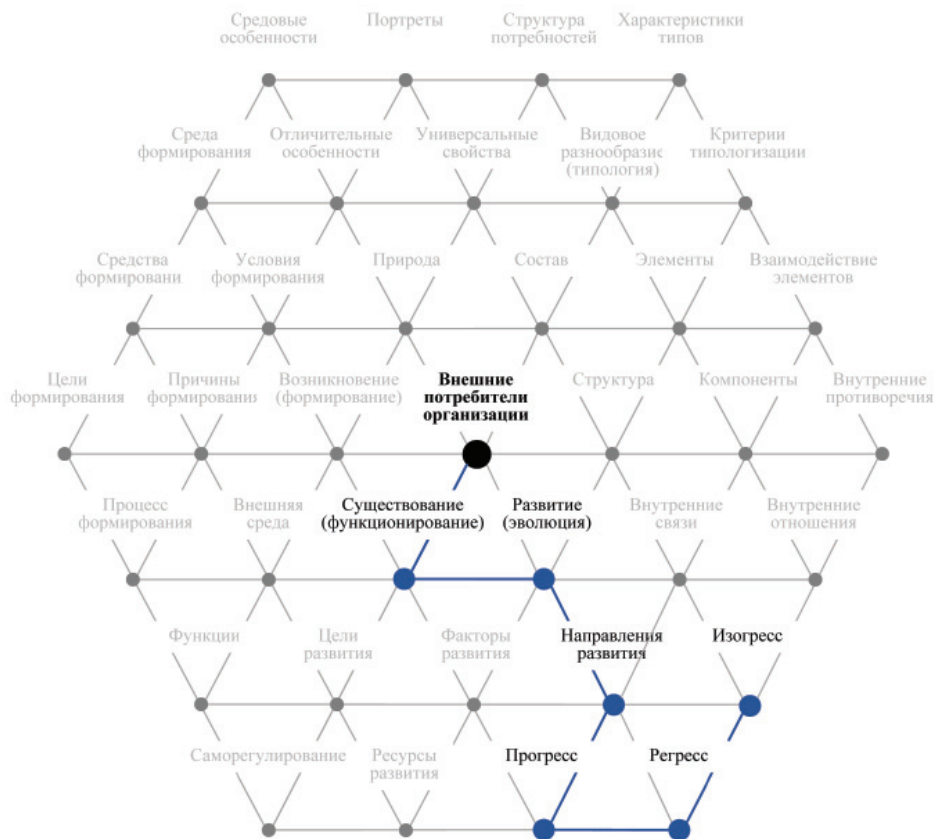 Средовые
особенности
Портреты
Структура
потребностей
Характеристики
типов
Среда
формирования
Отличительные
особенности
Универсальные
свойства
Видовое
разнообразие
(типология)
Критерии
типологизации
Средства
формировани
Условия
формирования
Природа
Состав
Элементы
Взаимодействие
элементов
Цели
формирования
Причины
формирования
Возникновение
(формирование)
Внешние
потребители
организации
Структура
Компоненты
Внутренние
противоречия
Процесс
формирования
Внешняя
среда
Существование
(функционирование)
Развитие
(эволюция)
Внутренние
связи
Внутренние
отношения
Функции
Цели
развития
Факторы
развития
Направления
развития
Изогресс
Саморегулирование
Ресурсы
развития
Прогресс
Регресс